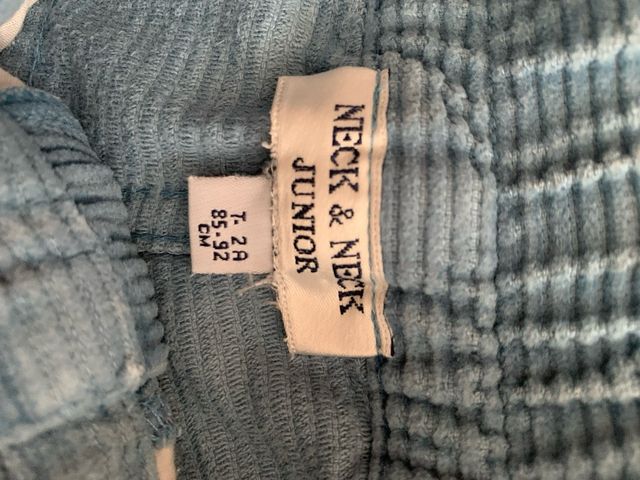 NECK & NECK
JUNIOR
T- 2A
85-92
CM